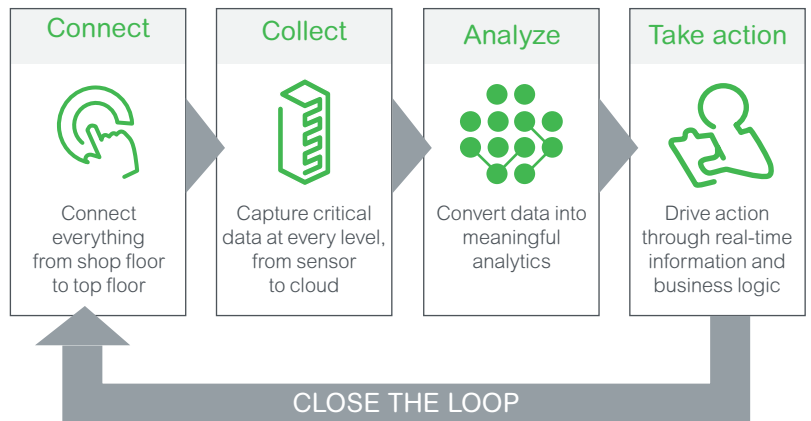 Connect
Connect
everything
from shop floor
to top floor
Collect
Capture critical
data at every level,
from sensor
to cloud
Analyze
Convert data into
meaningful
analytics
Take action
Drive action
through real-time
information and
business logic
CLOSE THE LOOP